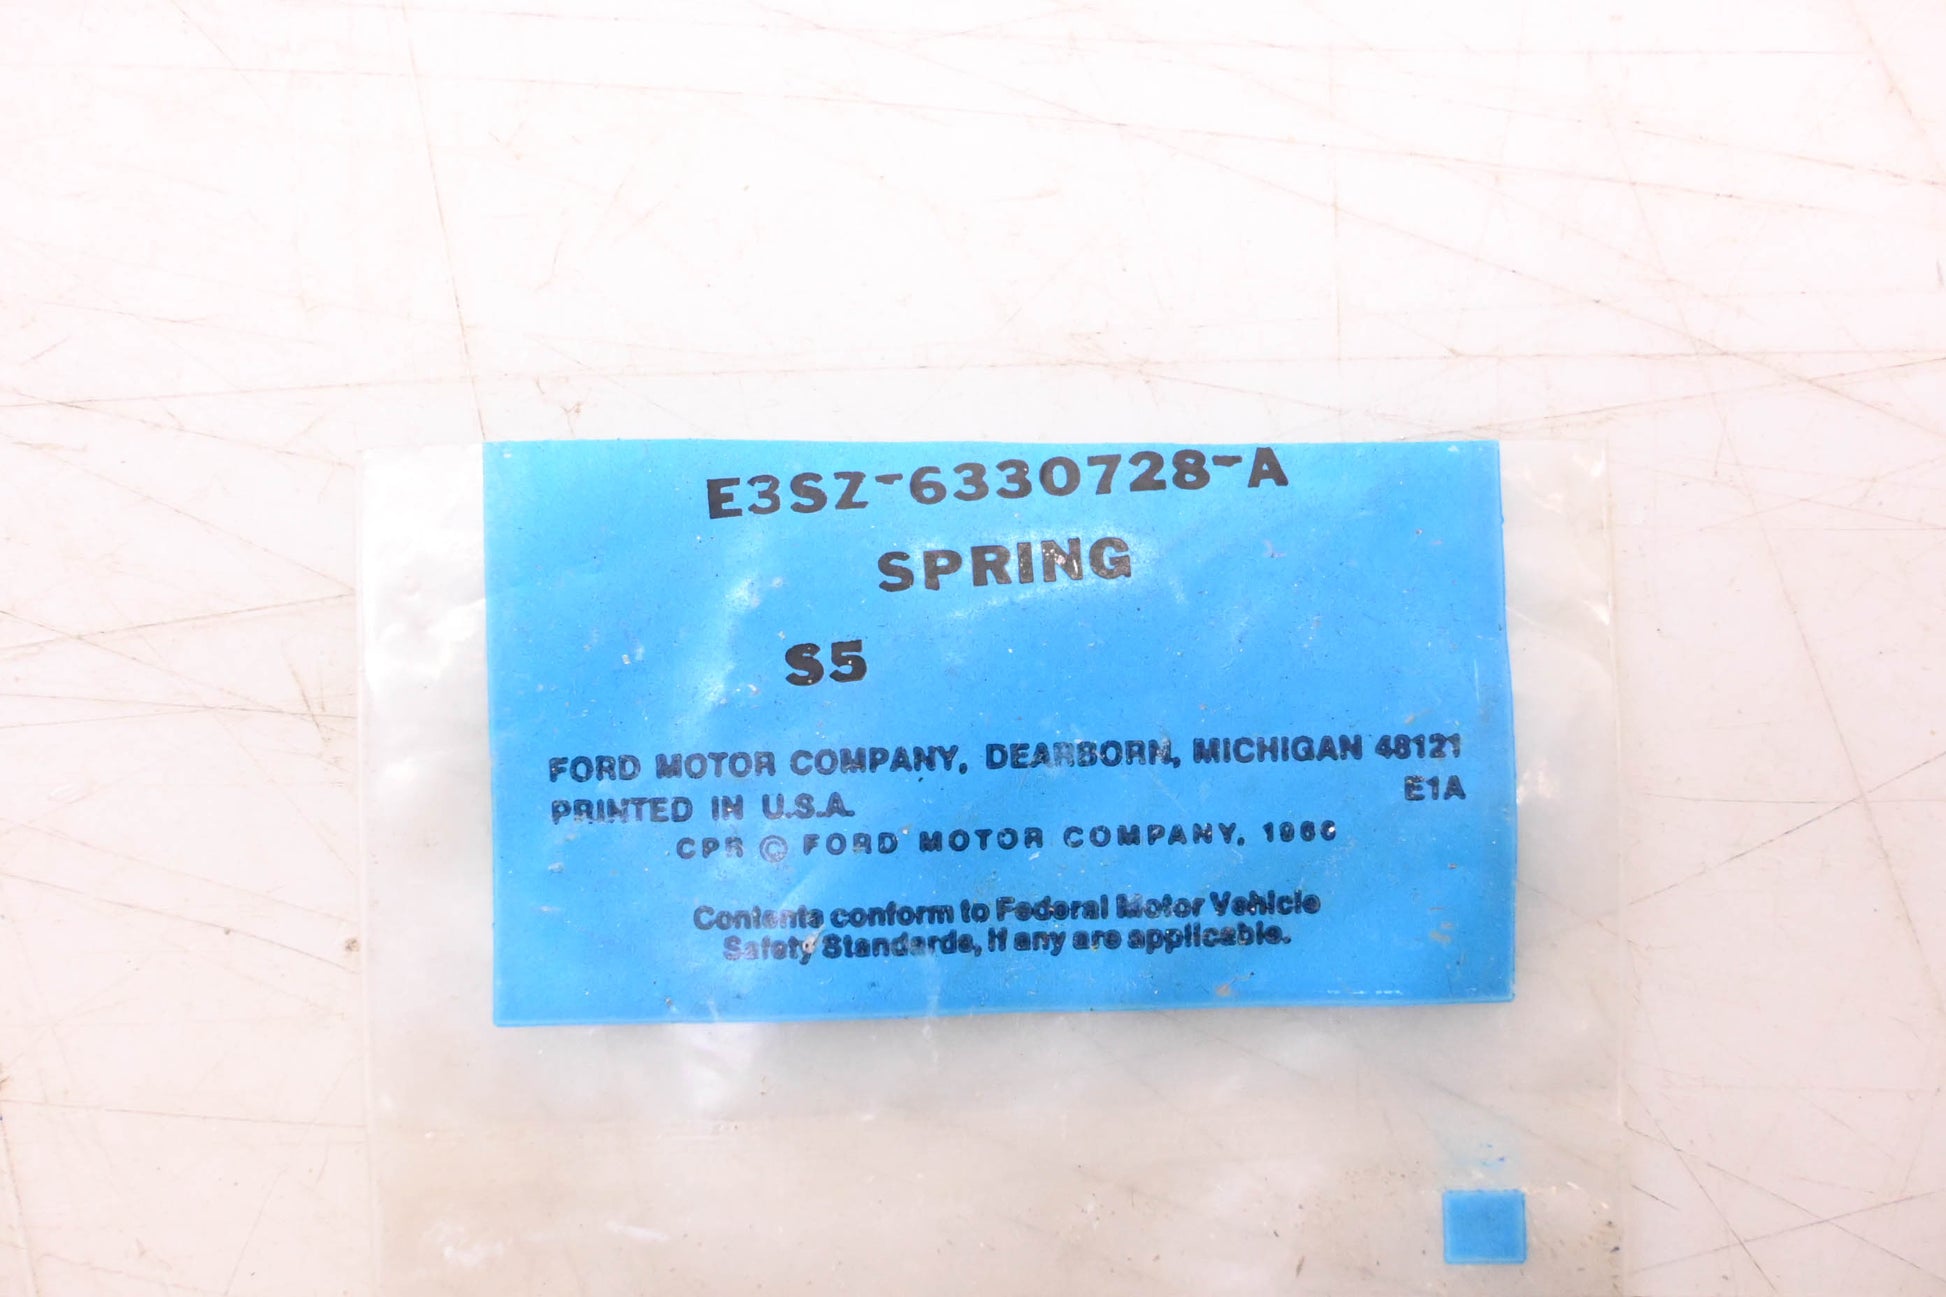 E3SZ-6330728-A
SPRING
S5
FORD MOTOR COMPANY, DEARBORN, MICHIGAN 48121
PRINTED IN U.S.A. E1A
CPR © FORD MOTOR COMPANY,
Contents conform to Federal Motor Vehicle
Safety Standards, if any are applicable.